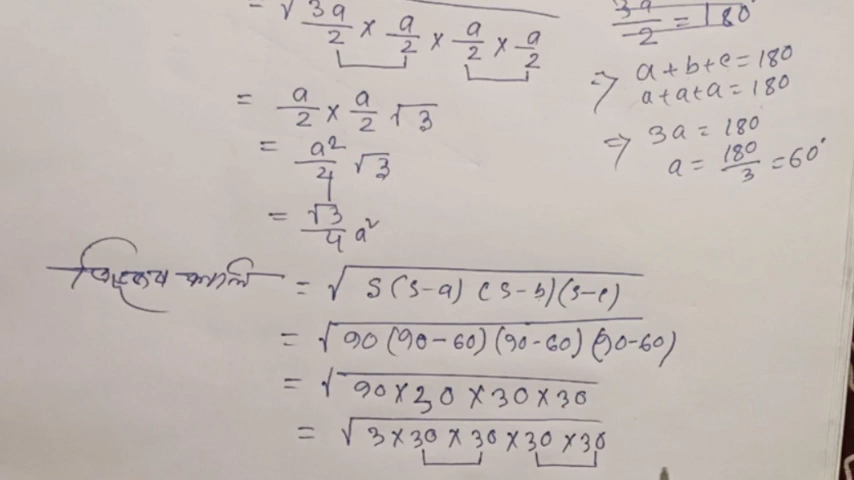 = √ 3a/2 × a/2 × a/2 × a/2
= a/2 × a/2 √3
= a²/4 √3
= √3/4 a²
= √ S(S-a) (S-b)(S-c)
= √ 90(90-60)(90-60)(90-60)
= √ 90×30×30×30
= √ 3×30×30×30×30
3a/2 = 180
⇒ a+b+c=180
a+a+a=180
⇒ 3a=180
a= 180/3 =60°